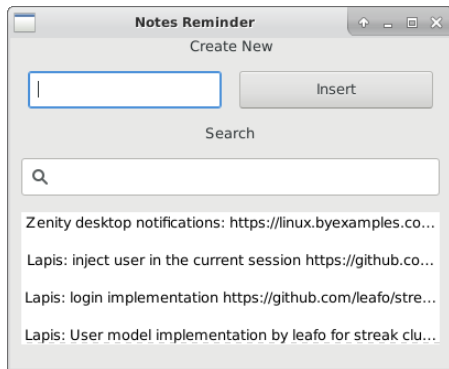 Notes Reminder
Create New
Insert
Search
Zenity desktop notifications: https://linux.byexamples.co...
Lapis: inject user in the current session https://github.co...
Lapis: login implementation https://github.com/leafo/stre...
Lapis: User model implementation by leafo for streak clu...